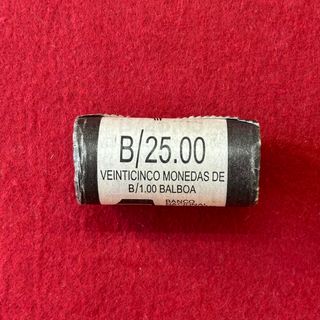 B/25.00
VEINTICINCO MONEDAS DE
B/1.00 BALBOA
BANCO